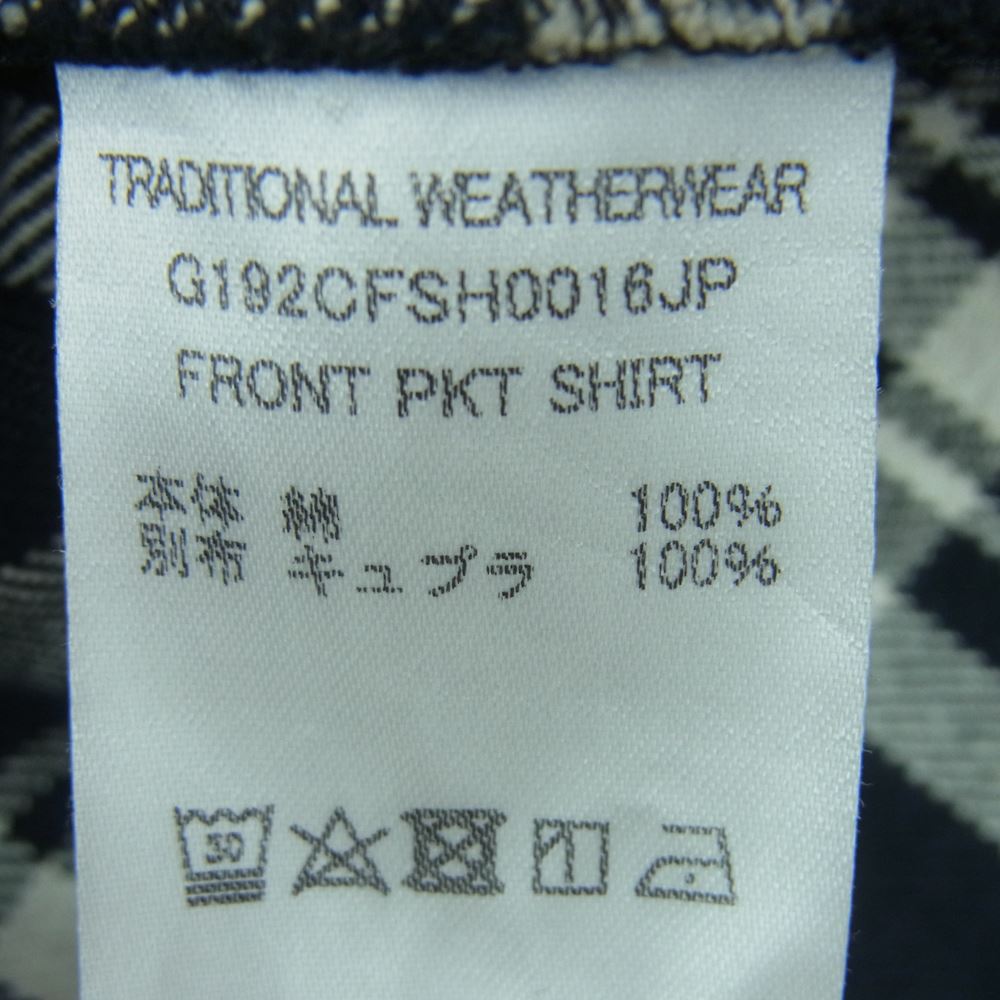 TRADITIONAL WEATHERWEAR
G192CFSH0016JP
FRONT PKT SHIRT
本体 綿 100%
別布 キュプラ 100%
30